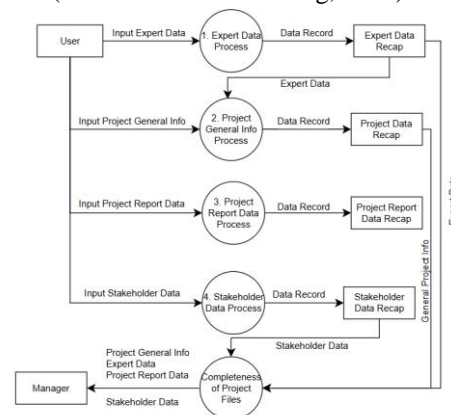 User
Input Expert Data
1. Expert Data
Process
Data Record
Expert Data
Recap
Expert Data
Input Project General Info
2. Project
General Info
Process
Data Record
Project Data
Recap
Input Project Report Data
3. Project
Report Data
Process
Data Record
Project Report
Data Recap
General Project Info
Input Stakeholder Data
4. Stakeholder
Data Process
Data Record
Stakeholder
Data Recap
Stakeholder Data
Project General Info
Expert Data
Project Report Data
Stakeholder Data
Manager
Completeness
of Project
Files